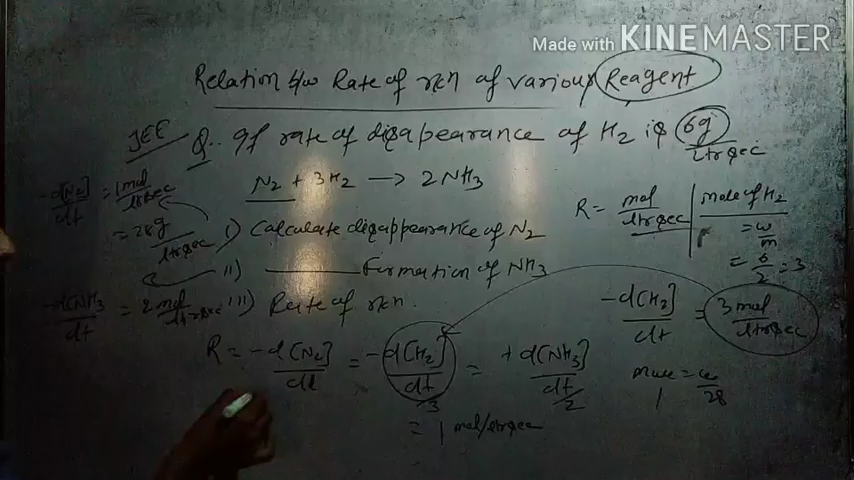 Made with KINEMASTER
Relation b/w Rate of rxn of various Reagent
JEE Q.. If rate of disappearance of H2 is 6g/ltr sec
N2 + 3H2 → 2NH3
-d[N2]/dt = 1 mol/ltr sec
= 28g/ltr sec
R = mol/ltr sec
mole of H2
= w/m
= 6/2 = 3
i) Calculate disappearance of N2
ii) ——— Formation of NH3
iii) Rate of rxn.
-d[NH3/dt = 2 mol/ltr sec
-d[H2]/dt = 3 mol/ltr sec
R = -d[N2]/dt = -d[H2]/dt/3 = +d[NH3]/dt/2
mole = w/28
1
= 1 mol/ltr sec